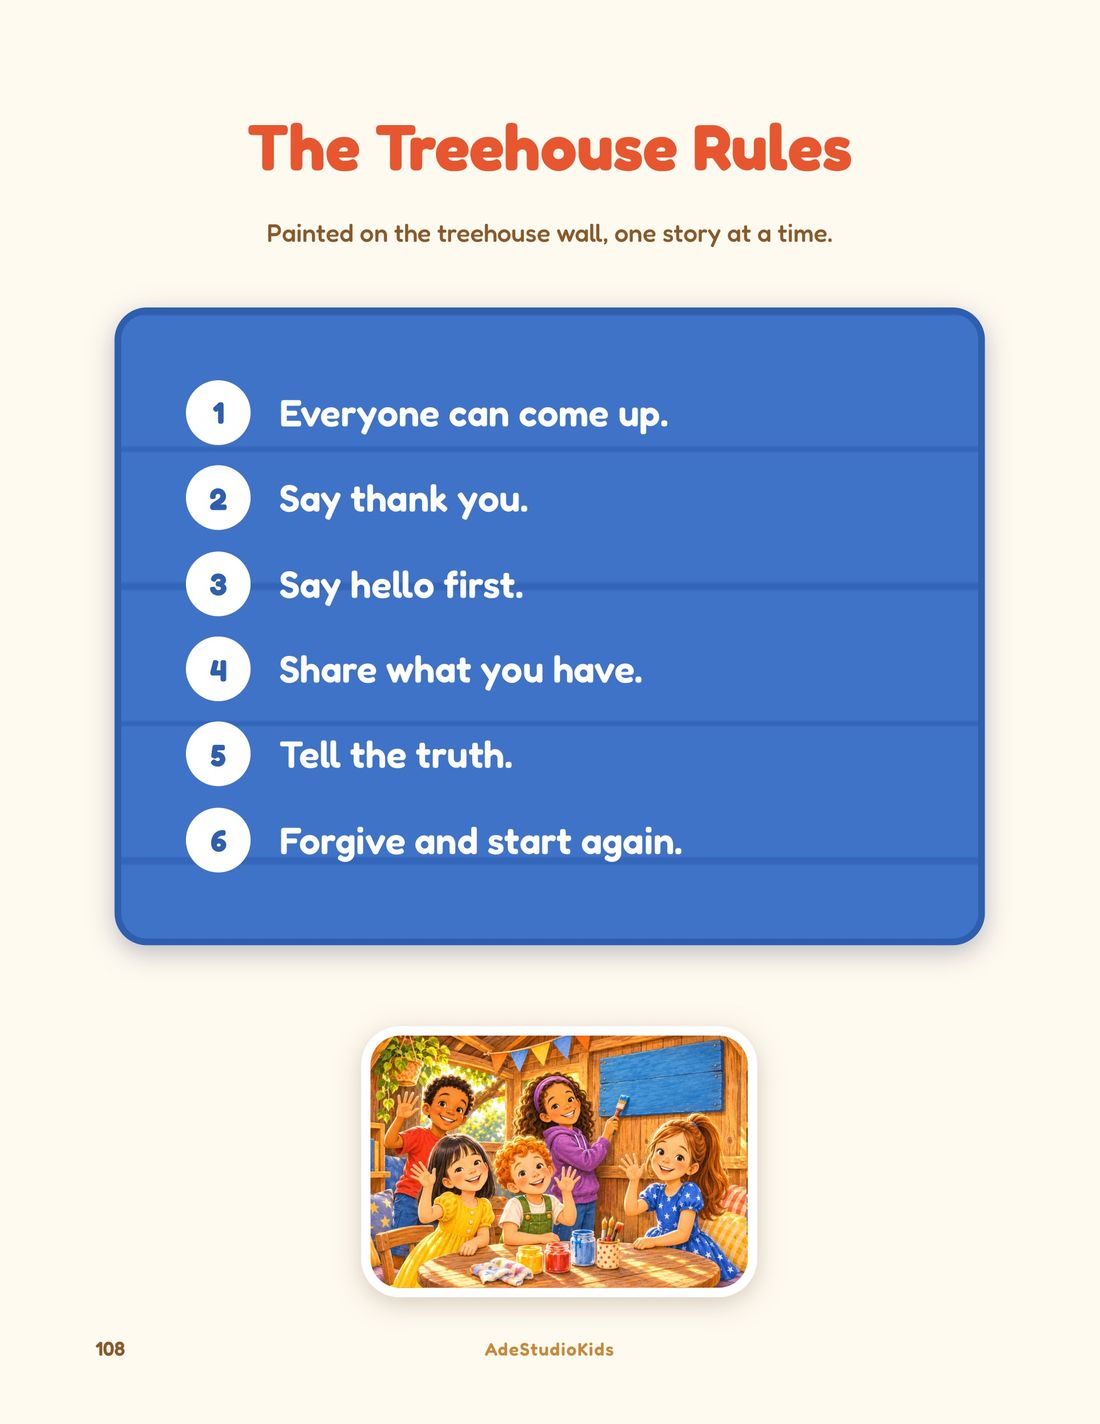 The Treehouse Rules
Painted on the treehouse wall, one story at a time.
1 Everyone can come up.
2 Say thank you.
3 Say hello first.
4 Share what you have.
5 Tell the truth.
6 Forgive and start again.
108
AdeStudioKids